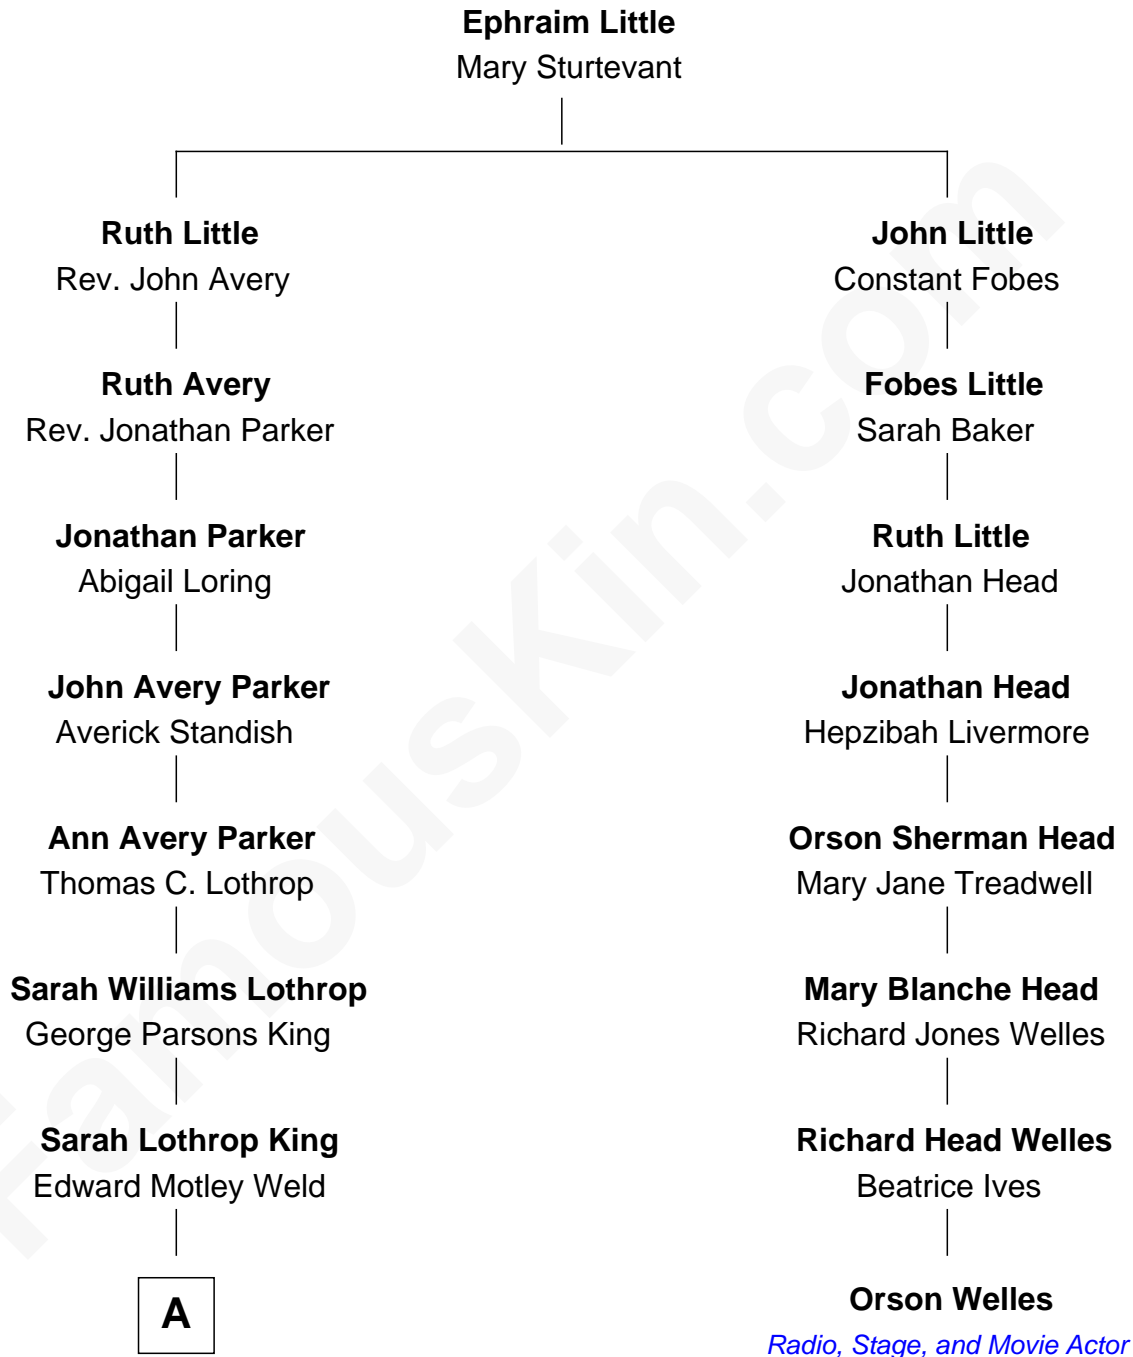 Ephraim Little
Mary Sturtevant
Ruth Little
Rev. John Avery
John Little
Constant Fobes
Ruth Avery
Rev. Jonathan Parker
Fobes Little
Sarah Baker
Jonathan Parker
Abigail Loring
Ruth Little
Jonathan Head
John Avery Parker
Averick Standish
Jonathan Head
Hepzibah Livermore
Ann Avery Parker
Thomas C. Lothrop
Orson Sherman Head
Mary Jane Treadwell
Sarah Williams Lothrop
George Parsons King
Mary Blanche Head
Richard Jones Welles
Sarah Lothrop King
Edward Motley Weld
Richard Head Welles
Beatrice Ives
A
Orson Welles
Radio, Stage, and Movie Actor
FamousKin.com